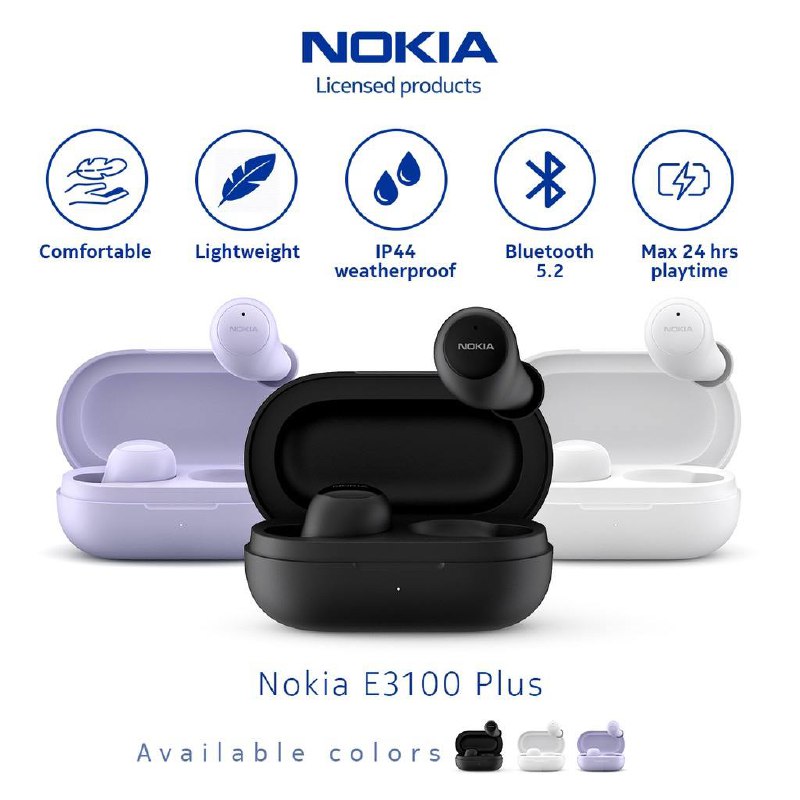 NOKIA
Licensed products
Comfortable
Lightweight
IP44
weatherproof
Bluetooth
5.2
Max 24 hrs
playtime
NOKIA
NOKIA
NOKIA
Nokia E3100 Plus
Available colors